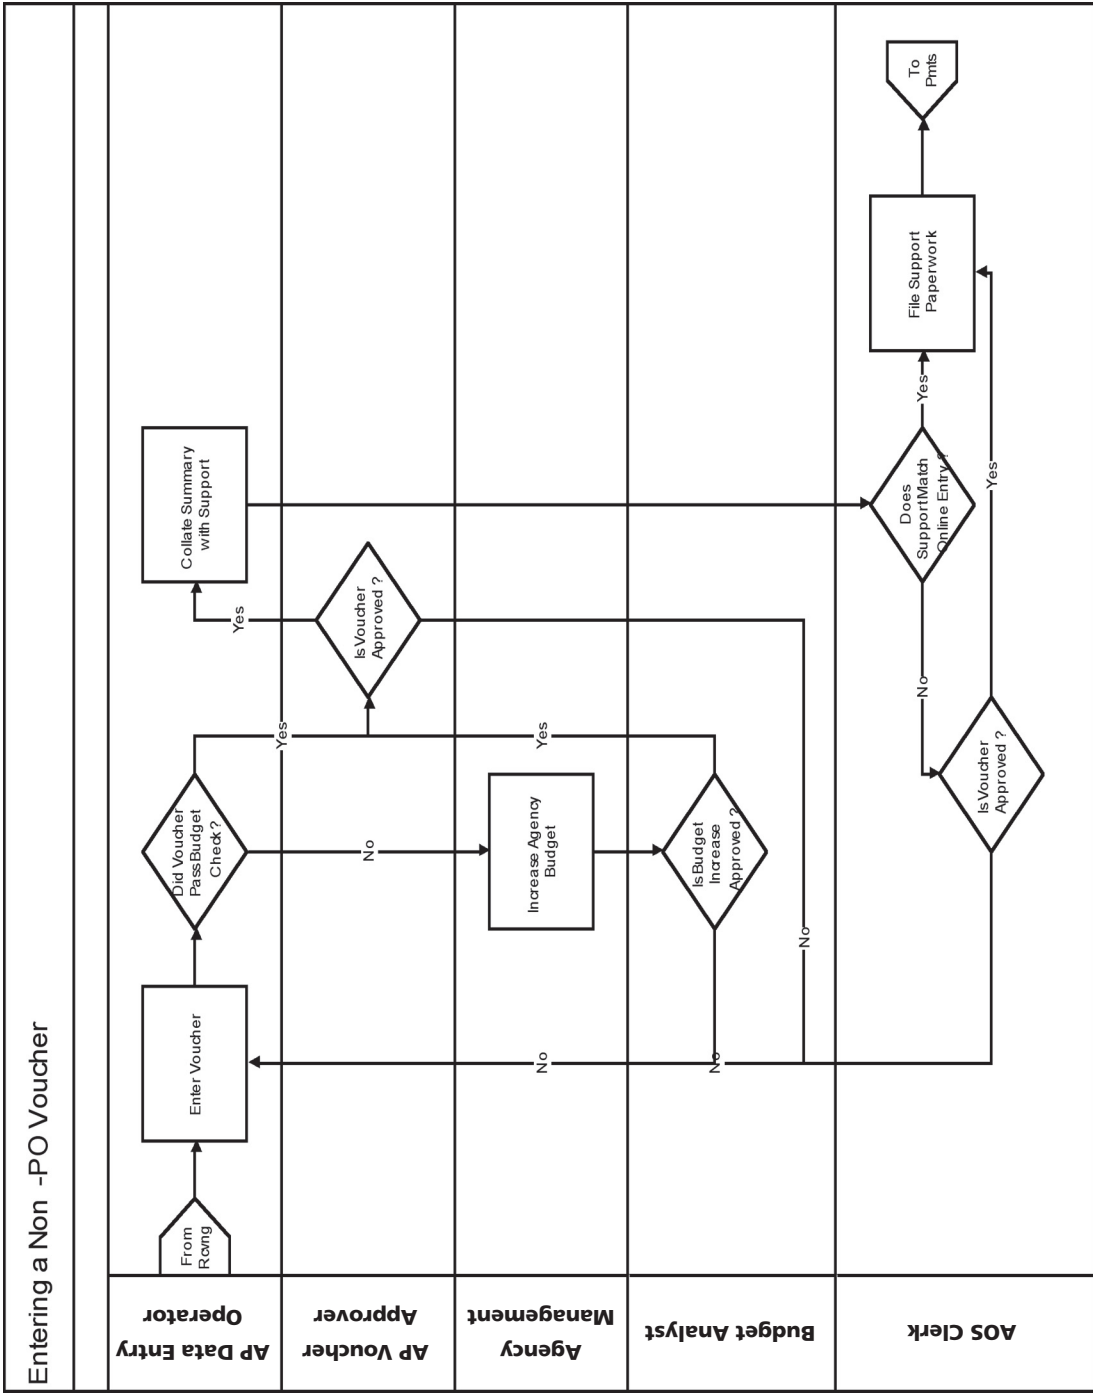 Entering a Non -PO Voucher
AP Data Entry
Operator
From
Rcvng
Enter Voucher
Did Voucher
Pass Budget
Check ?
Yes
No
Collate Summary
with Support
AP Voucher
Approver
Is Voucher
Approved ?
Yes
No
Agency
Management
Increase Agency
Budget
Yes
No
Budget Analyst
Is Budget
Increase
Approved ?
No
AOS Clerk
Does
Support Match
Online Entry ?
Yes
No
Is Voucher
Approved ?
Yes
File Support
Paperwork
To
Pmts